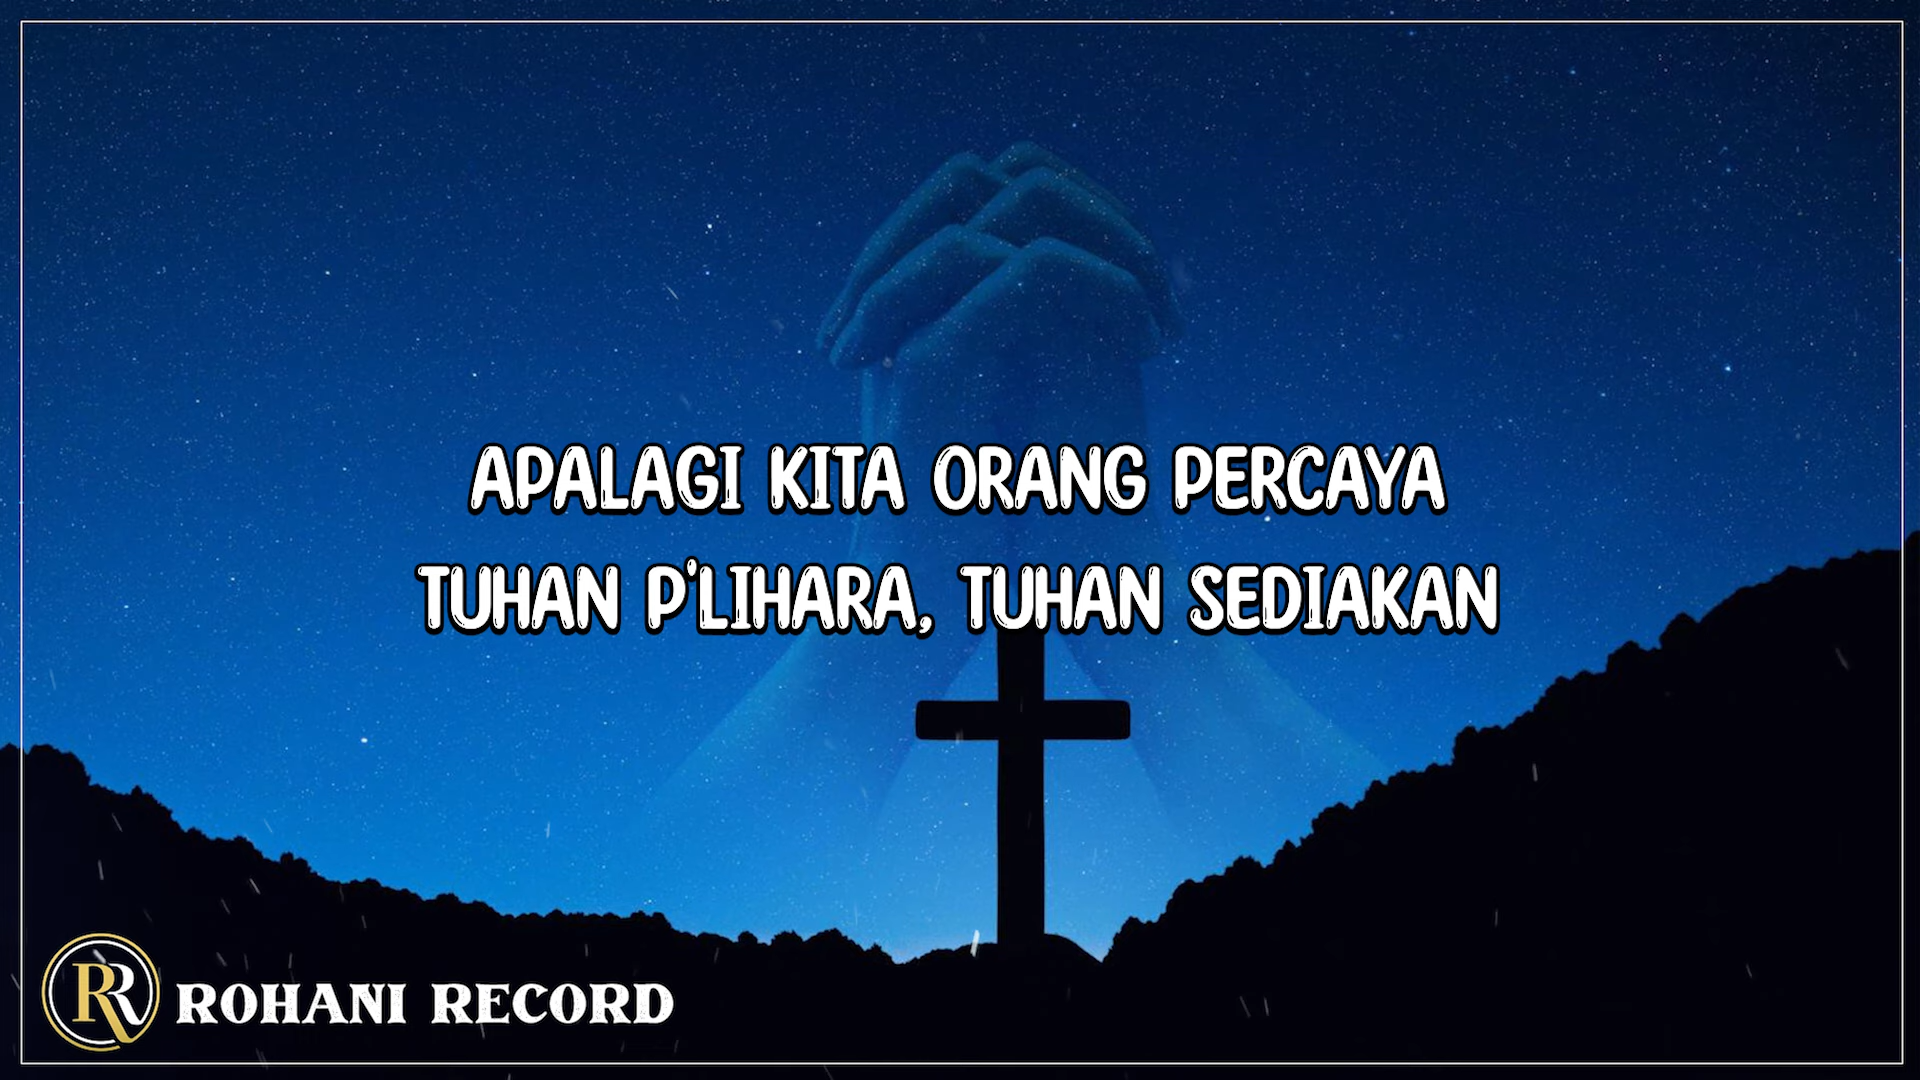 APALAGI KITA ORANG PERCAYA
TUHAN P'LIHARA, TUHAN SEDIAKAN
RR ROHANI RECORD